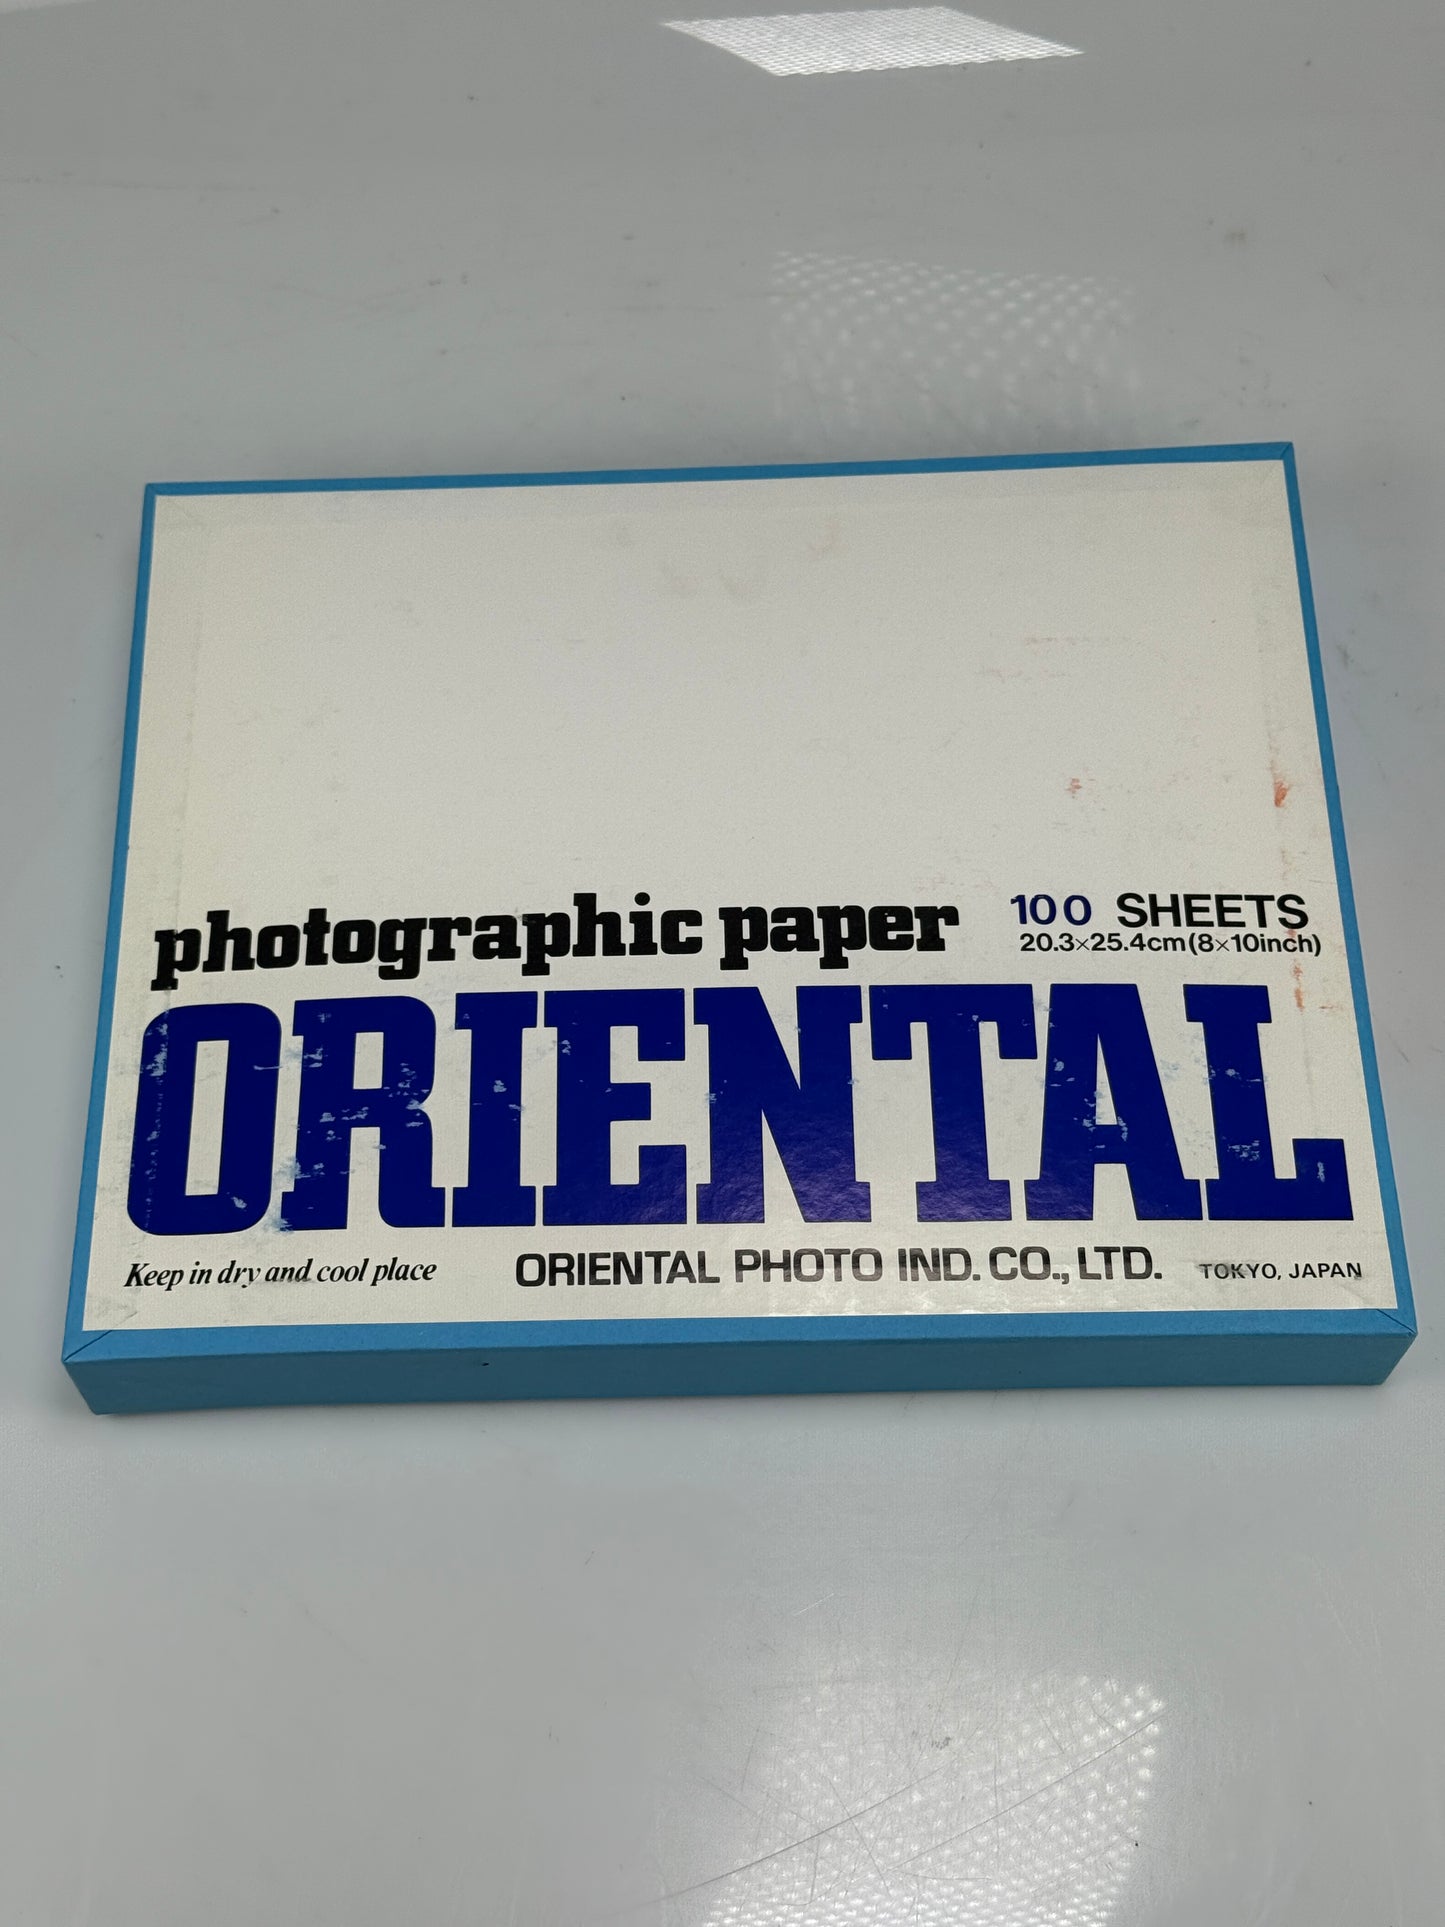 photographic paper 100 SHEETS
20.3×25.4cm(8×10inch)
ORIENTAL
Keep in dry and cool place ORIENTAL PHOTO IND. CO., LTD. TOKYO, JAPAN